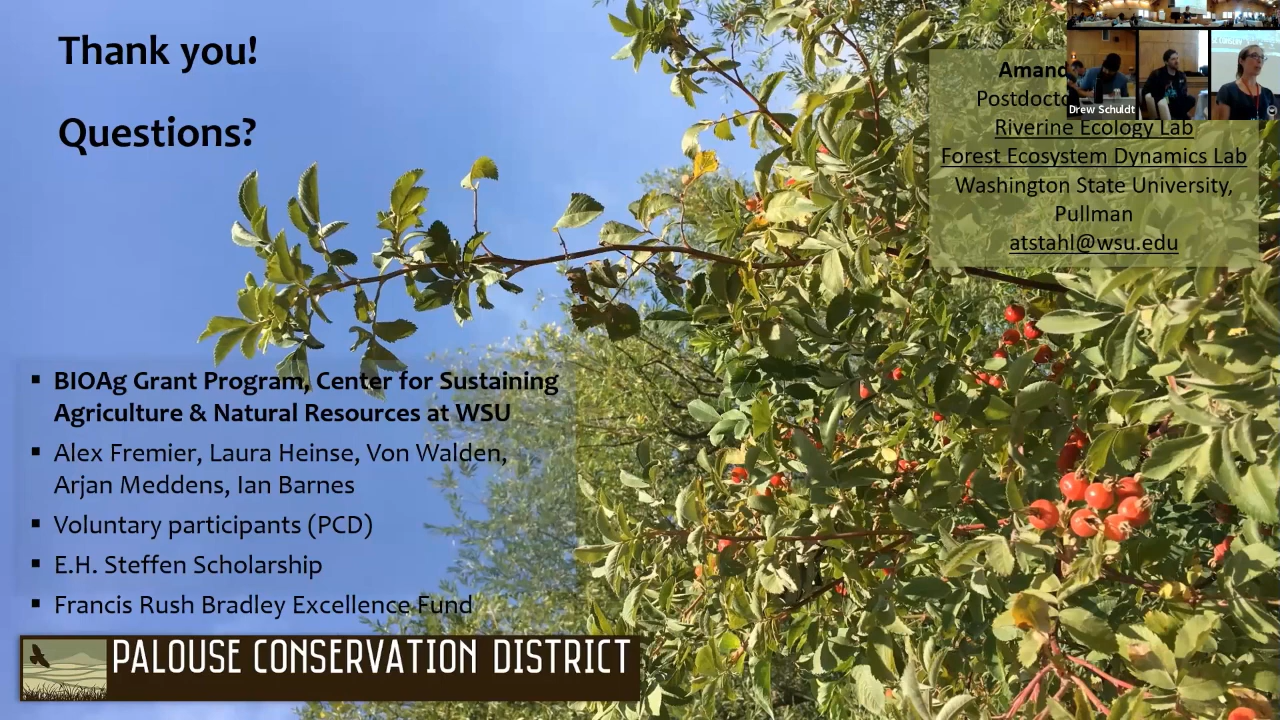 Thank you!
Questions?
Riverine Ecology Lab
Forest Ecosystem Dynamics Lab
Washington State University,
Pullman
atstahl@wsu.edu
Drew Schuldt
▪ BIOAg Grant Program, Center for Sustaining
Agriculture & Natural Resources at WSU
▪ Alex Fremier, Laura Heinse, Von Walden,
Arjan Meddens, Ian Barnes
▪ Voluntary participants (PCD)
▪ E.H. Steffen Scholarship
▪ Francis Rush Bradley Excellence Fund
PALOUSE CONSERVATION DISTRICT